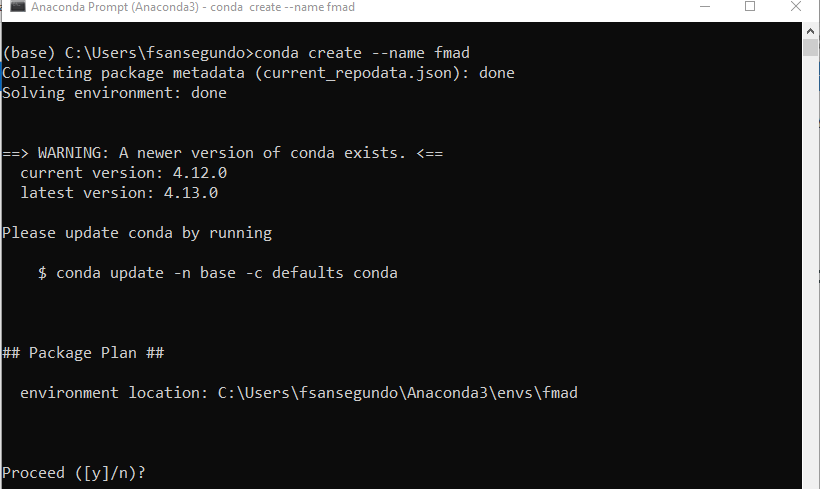 Anaconda Prompt (Anaconda3) - conda  create --name fmad
(base) C:\Users\fsansegundo>conda create --name fmad
Collecting package metadata (current_repodata.json): done
Solving environment: done
==> WARNING: A newer version of conda exists. <==
  current version: 4.12.0
  latest version: 4.13.0
Please update conda by running
    $ conda update -n base -c defaults conda
## Package Plan ##
  environment location: C:\Users\fsansegundo\Anaconda3\envs\fmad
Proceed ([y]/n)?